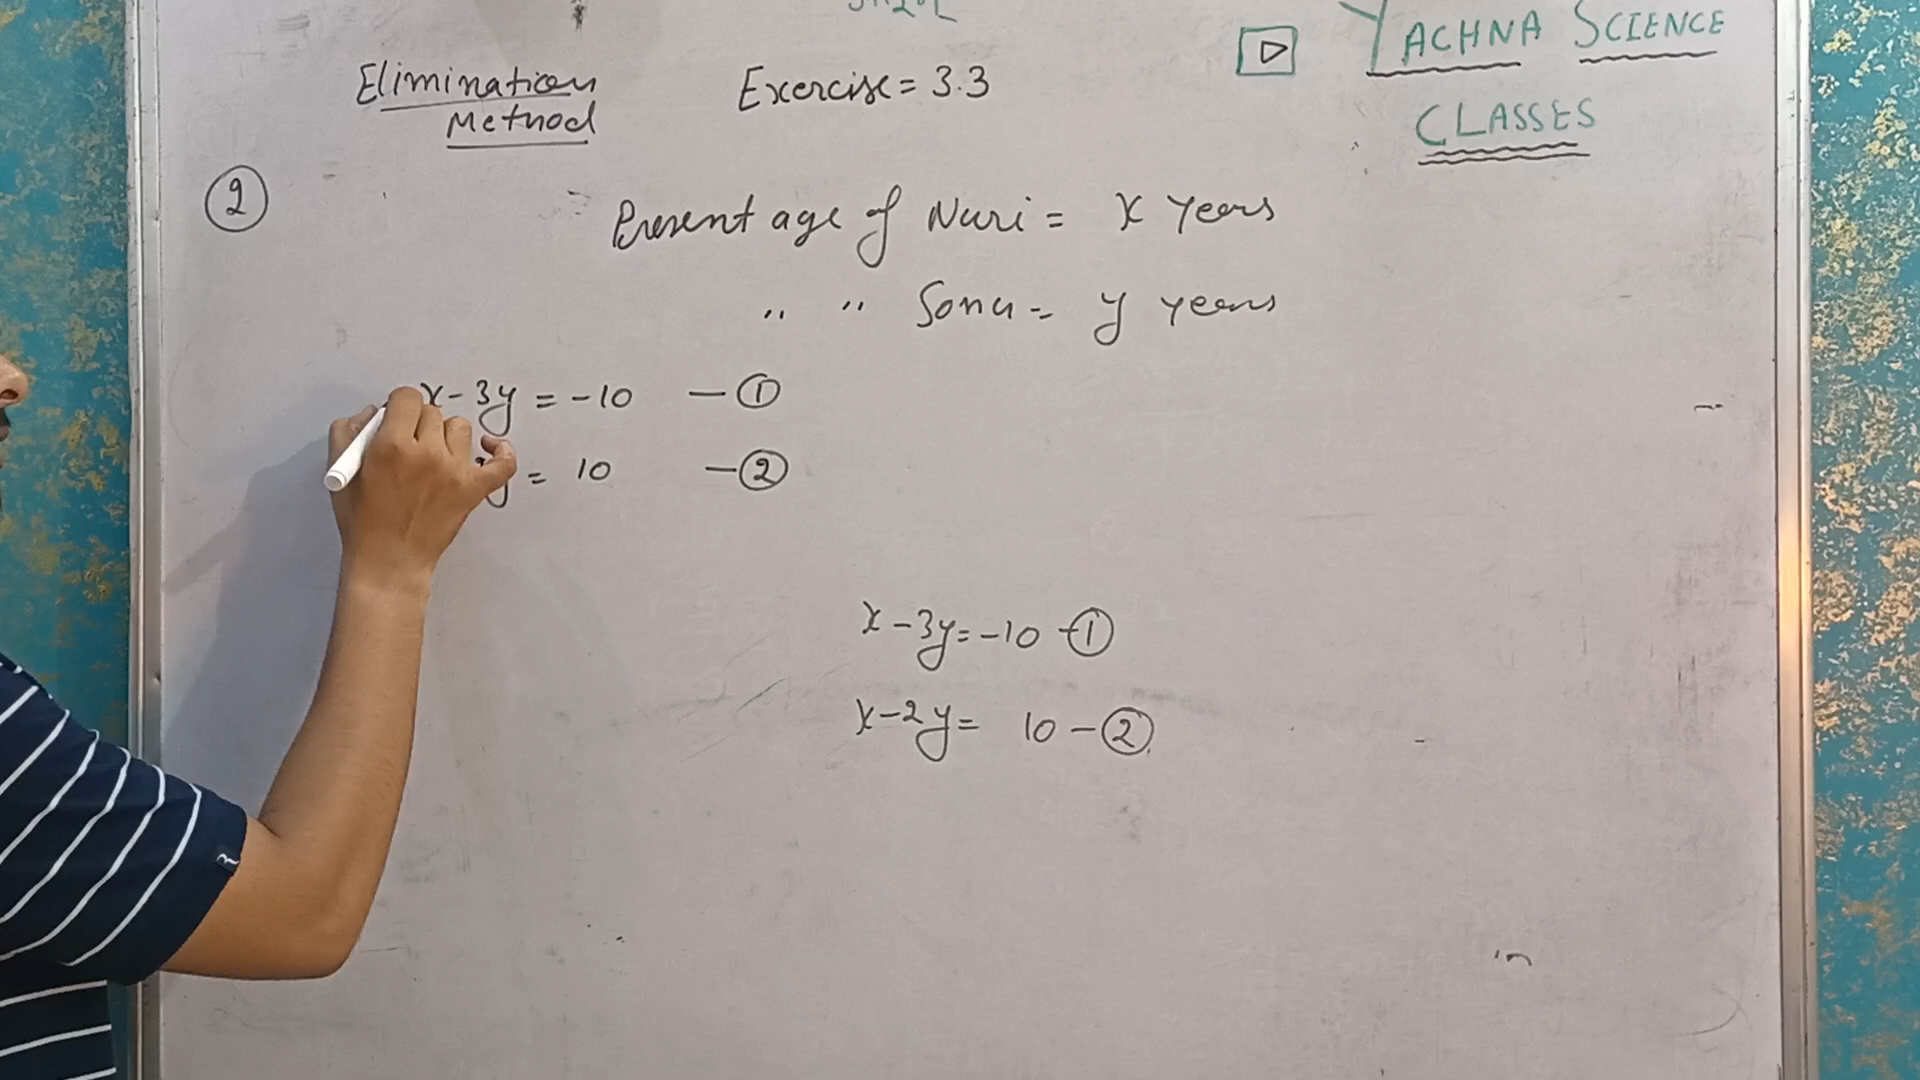 YACHNA SCIENCE
CLASSES
Elimination
Method
Exercise = 3.3
②
Present age of Nuri = x years
" " Sonu = y years
x - 3y = -10 — ①
y = 10 — ②
x - 3y = -10 - ①
x - 2y = 10 - ②